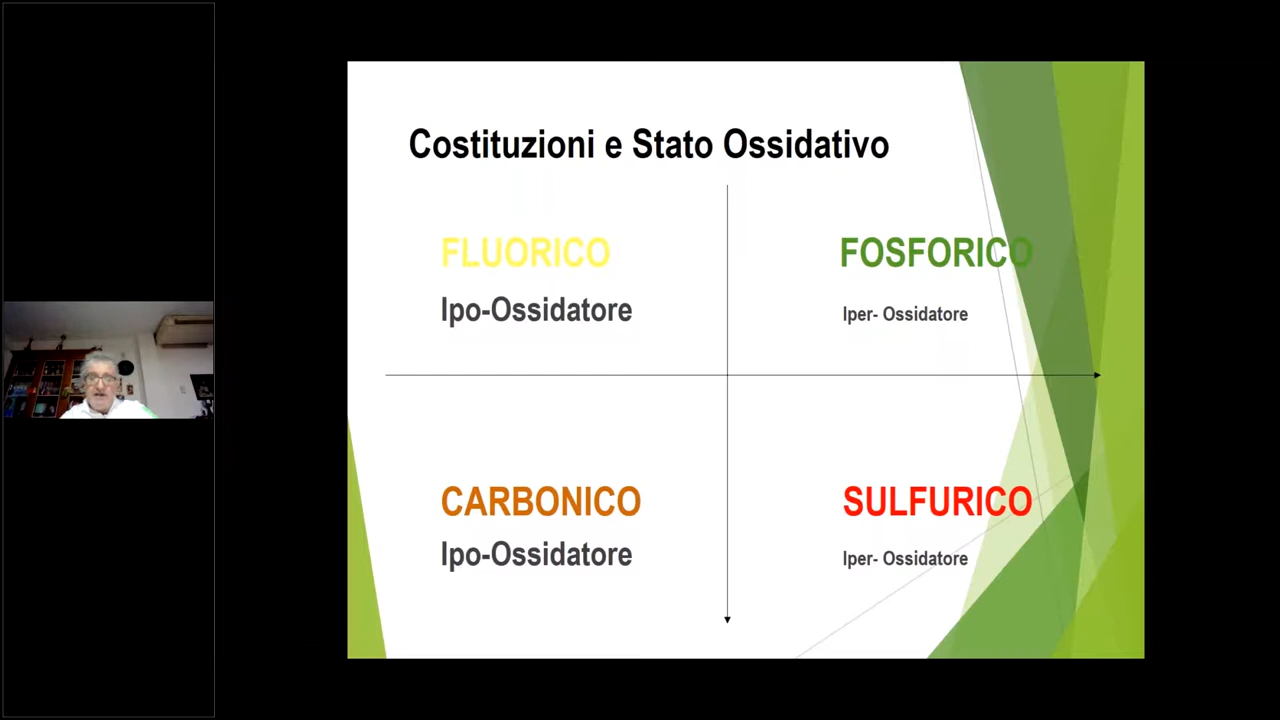 Costituzioni e Stato Ossidativo
FLUORICO
Ipo-Ossidatore
FOSFORICO
Iper- Ossidatore
CARBONICO
Ipo-Ossidatore
SULFURICO
Iper- Ossidatore